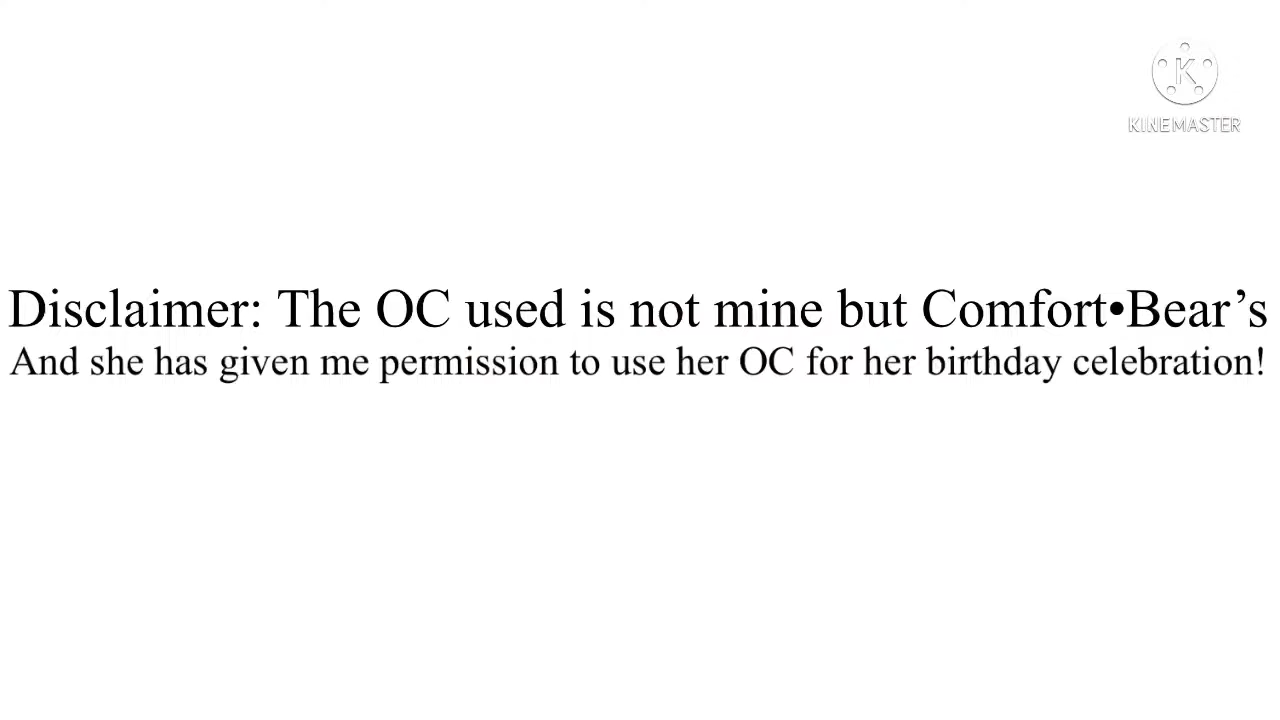 KINEMASTER
Disclaimer: The OC used is not mine but Comfort•Bear’s
And she has given me permission to use her OC for her birthday celebration!